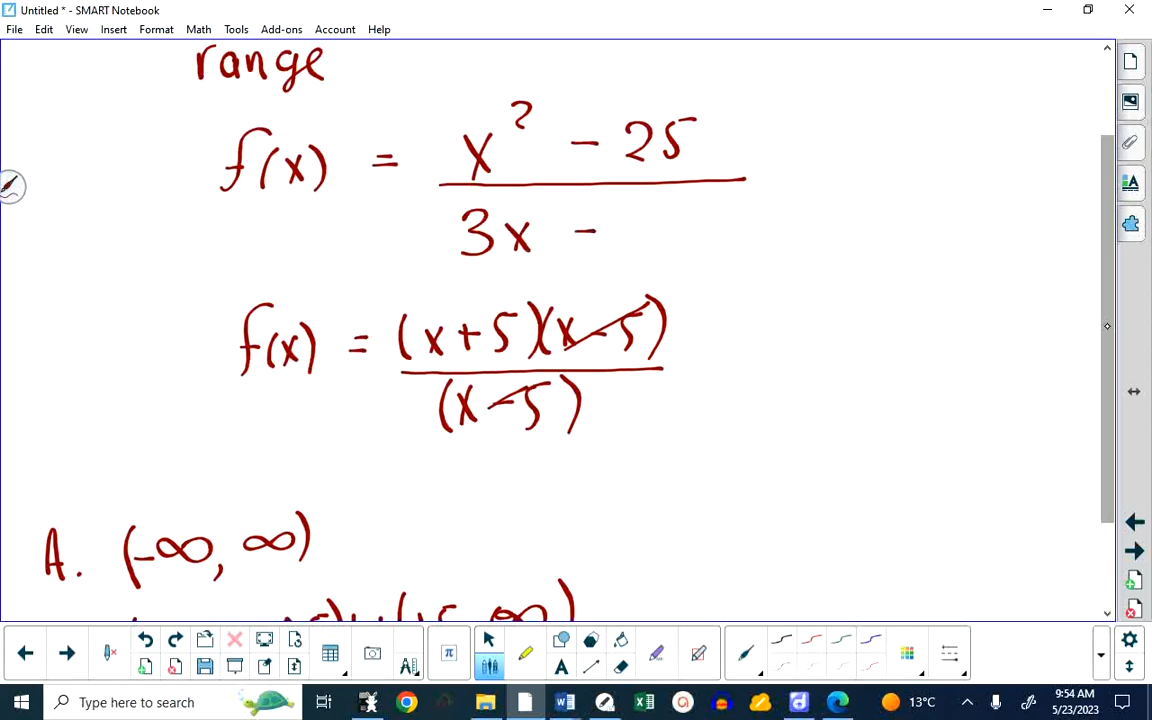 Untitled * - SMART Notebook
File Edit View Insert Format Math Tools Add-ons Account Help
range
f(x) = x² - 25
3x -
f(x) = (x+5)(x-5)
(x-5)
A. (-∞, ∞)
π
A
Type here to search
13°C
9:54 AM
5/23/2023